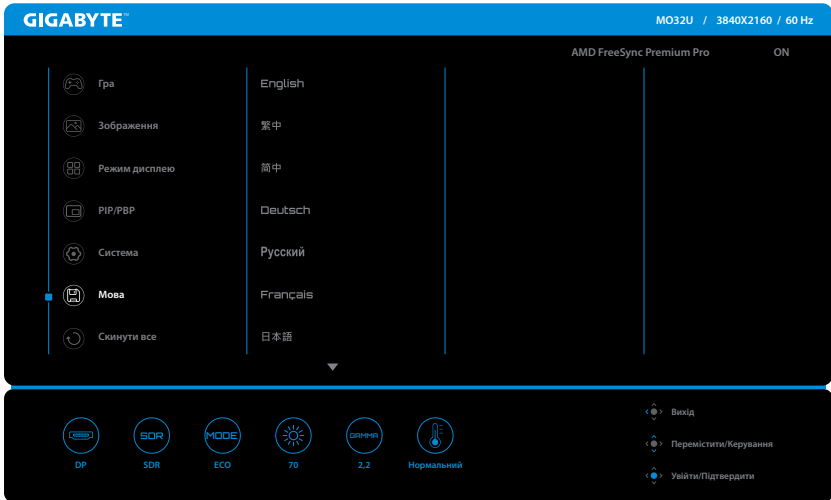 GIGABYTE™
MO32U / 3840X2160 / 60 Hz
AMD FreeSync Premium Pro ON
Гра
Зображення
Режим дисплею
PIP/PBP
Система
Мова
Скинути все
English
繁中
简中
Deutsch
Русский
Français
日本語
DP
SDR
SDR
MODE
ECO
70
GAMMA
2,2
Нормальний
Вихід
Перемістити/Керування
Увійти/Підтвердити